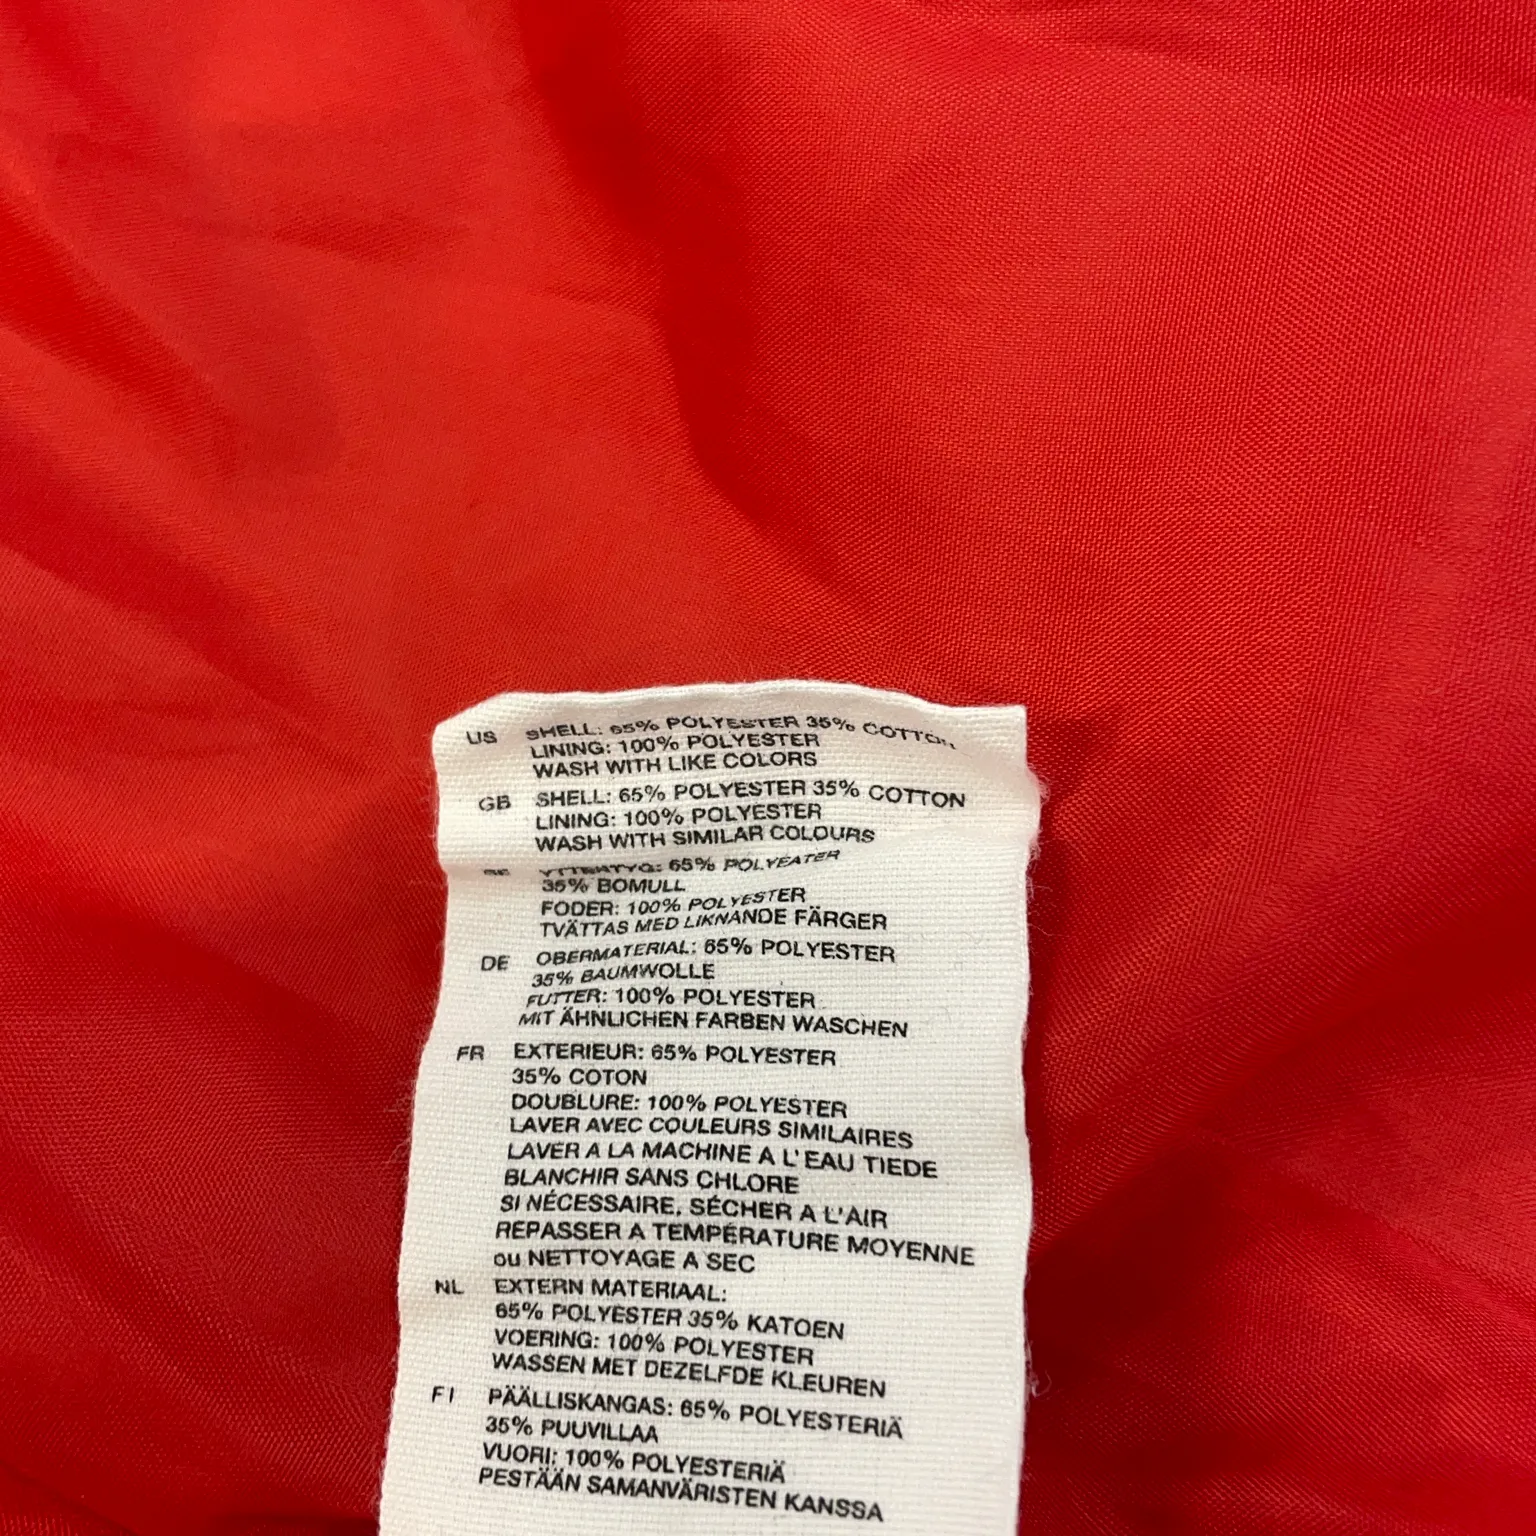 US SHELL: 65% POLYESTER 35% COTTON
LINING: 100% POLYESTER
WASH WITH LIKE COLORS
GB SHELL: 65% POLYESTER 35% COTTON
LINING: 100% POLYESTER
WASH WITH SIMILAR COLOURS
SE YTTERTYG: 65% POLYEATER
35% BOMULL
FODER: 100% POLYESTER
TVÄTTAS MED LIKNANDE FÄRGER
DE OBERMATERIAL: 65% POLYESTER
35% BAUMWOLLE
FUTTER: 100% POLYESTER
MIT ÄHNLICHEN FARBEN WASCHEN
FR EXTERIEUR: 65% POLYESTER
35% COTON
DOUBLURE: 100% POLYESTER
LAVER AVEC COULEURS SIMILAIRES
LAVER A LA MACHINE A L'EAU TIEDE
BLANCHIR SANS CHLORE
SI NÉCESSAIRE, SÉCHER A L'AIR
REPASSER A TEMPÉRATURE MOYENNE
ou NETTOYAGE A SEC
NL EXTERN MATERIAAL:
65% POLYESTER 35% KATOEN
VOERING: 100% POLYESTER
WASSEN MET DEZELFDE KLEUREN
FI PÄÄLLISKANGAS: 65% POLYESTERIÄ
35% PUUVILLAA
VUORI: 100% POLYESTERIÄ
PESTÄÄN SAMANVÄRISTEN KANSSA